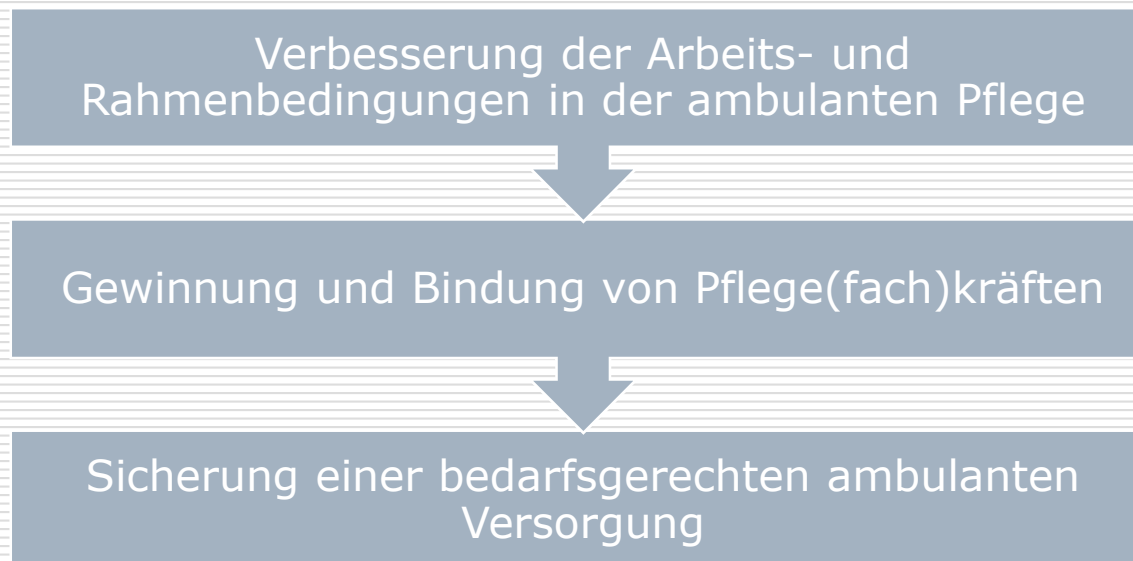 Verbesserung der Arbeits- und
Rahmenbedingungen in der ambulanten Pflege
Gewinnung und Bindung von Pflege(fach)kräften
Sicherung einer bedarfsgerechten ambulanten
Versorgung